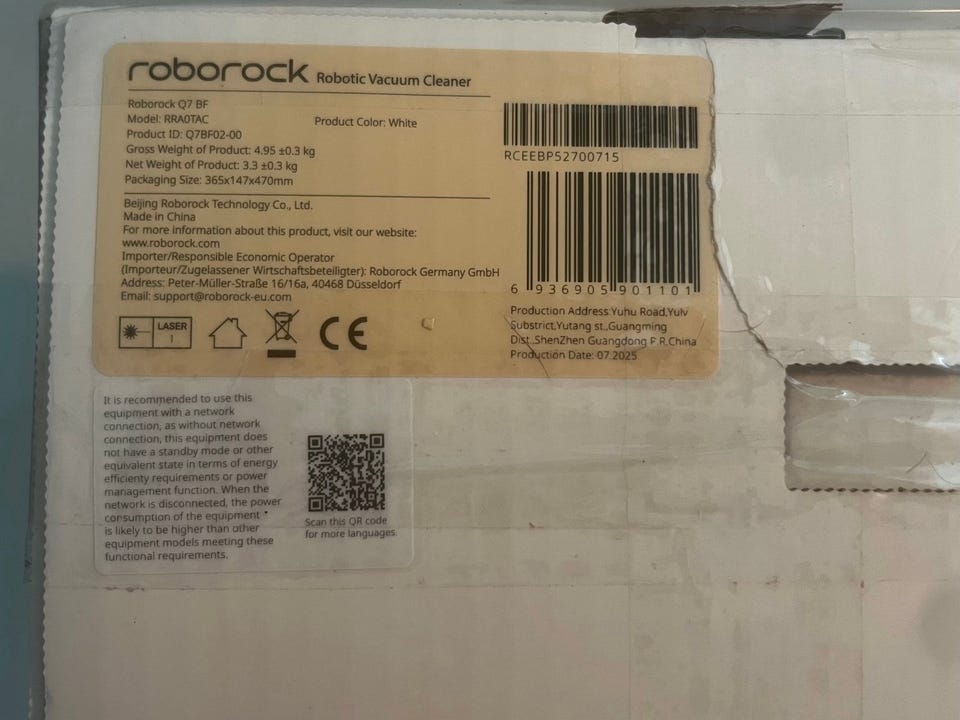 roborock Robotic Vacuum Cleaner
Roborock Q7 BF
Model: RRA0TAC
Product Color: White
Product ID: Q7BF02-00
Gross Weight of Product: 4.95 ±0.3 kg
Net Weight of Product: 3.3 ±0.3 kg
Packaging Size: 365x147x470mm
RCEEBP52700715
Beijing Roborock Technology Co., Ltd.
Made in China
For more information about this product, visit our website:
www.roborock.com
Importer/Responsible Economic Operator
(Importeur/Zugelassener Wirtschaftsbeteiligter): Roborock Germany GmbH
Address: Peter-Müller-Straße 16/16a, 40468 Düsseldorf
Email: support@roborock-eu.com
6 936905 901101
LASER
1
CE
Production Address:Yuhu Road,Yulv
Substrict,Yutang st.,Guangming
Dist.,ShenZhen Guangdong P.R.China
Production Date: 07.2025
It is recommended to use this
equipment with a network
connection, as without network
connection, this equipment does
not have a standby mode or other
equivalent state in terms of energy
efficienty requirements or power
management function. When the
network is disconnected, the power
consumption of the equipment
is likely to be higher than other
equipment models meeting these
functional requirements.
Scan this QR code
for more languages.